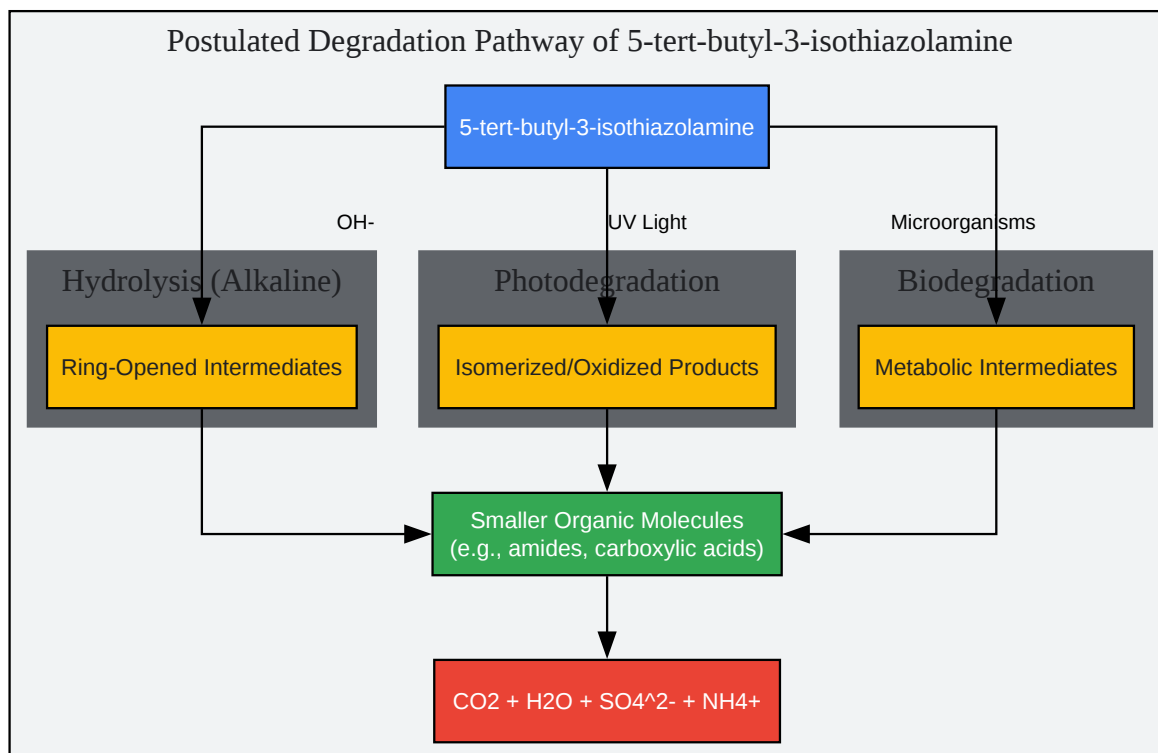 Postulated Degradation Pathway of 5-tert-butyl-3-isothiazolamine
5-tert-butyl-3-isothiazolamine
OH-
UV Light
Microorganisms
Hydrolysis (Alkaline)
Photodegradation
Biodegradation
Ring-Opened Intermediates
Isomerized/Oxidized Products
Metabolic Intermediates
Smaller Organic Molecules
(e.g., amides, carboxylic acids)
CO2 + H2O + SO4^2- + NH4+